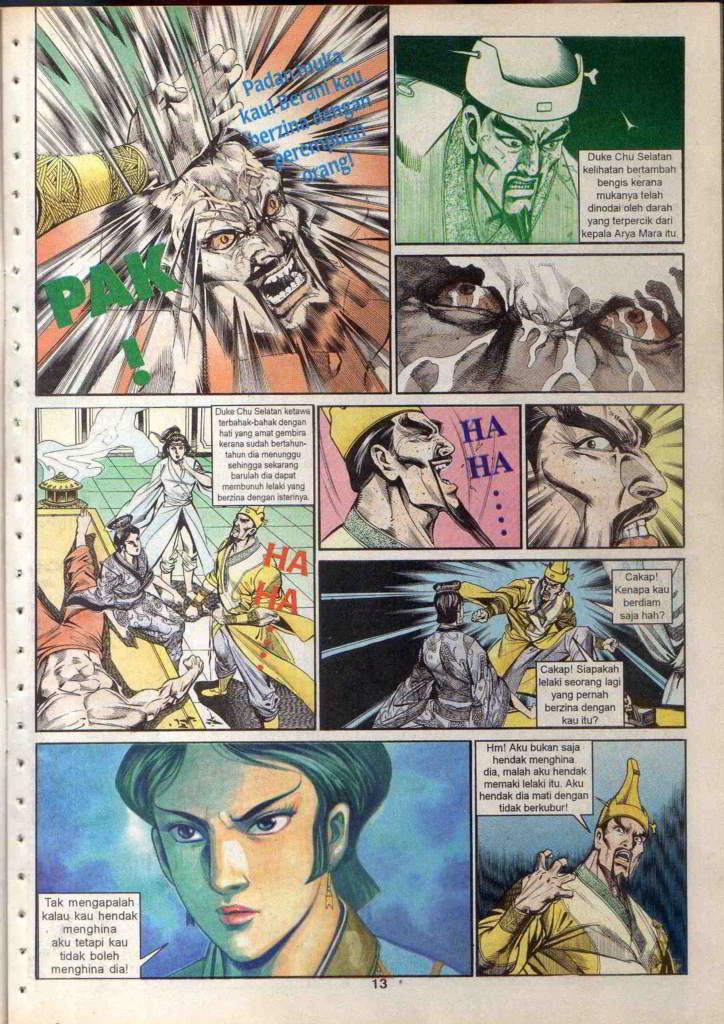 Padan muka
kau! Berani kau
berzina dengan
perempuan
orang!
PAK
!
Duke Chu Selatan
kelihatan bertambah
bengis kerana
mukanya telah
dinodai oleh darah
yang terpercik dari
kepala Arya Mara itu.
Duke Chu Selatan ketawa
terbahak-bahak dengan
hati yang amat gembira
kerana sudah bertahun-
tahun dia menunggu
sehingga sekarang
barulah dia dapat
membunuh lelaki yang
berzina dengan isterinya.
HA
HA
HA
HA
Cakap!
Kenapa kau
berdiam
saja hah?
Cakap! Siapakah
lelaki seorang lagi
yang pernah
berzina dengan
kau itu?
Tak mengapalah
kalau kau hendak
menghina
aku tetapi kau
tidak boleh
menghina dia!
Hm! Aku bukan saja
hendak menghina
dia, malah aku hendak
memaki lelaki itu. Aku
hendak dia mati dengan
tidak berkubur!
13